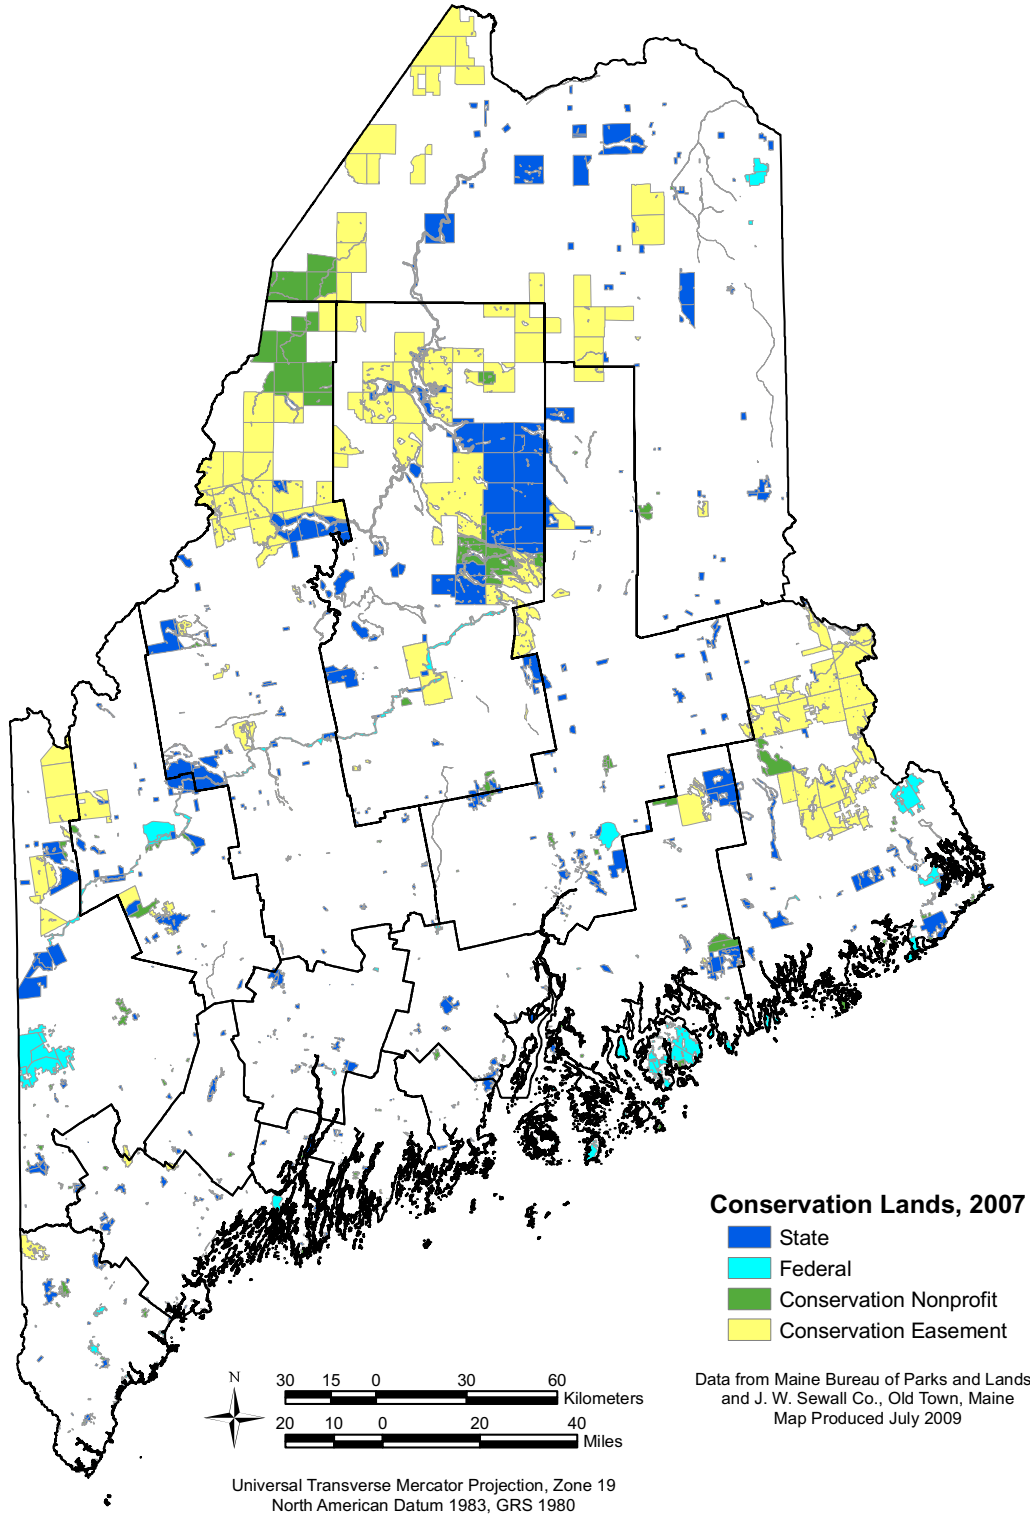 Conservation Lands, 2007
State
Federal
Conservation Nonprofit
Conservation Easement
Data from Maine Bureau of Parks and Lands
and J. W. Sewall Co., Old Town, Maine
Map Produced July 2009
N
30 15 0 30 60
Kilometers
20 10 0 20 40
Miles
Universal Transverse Mercator Projection, Zone 19
North American Datum 1983, GRS 1980